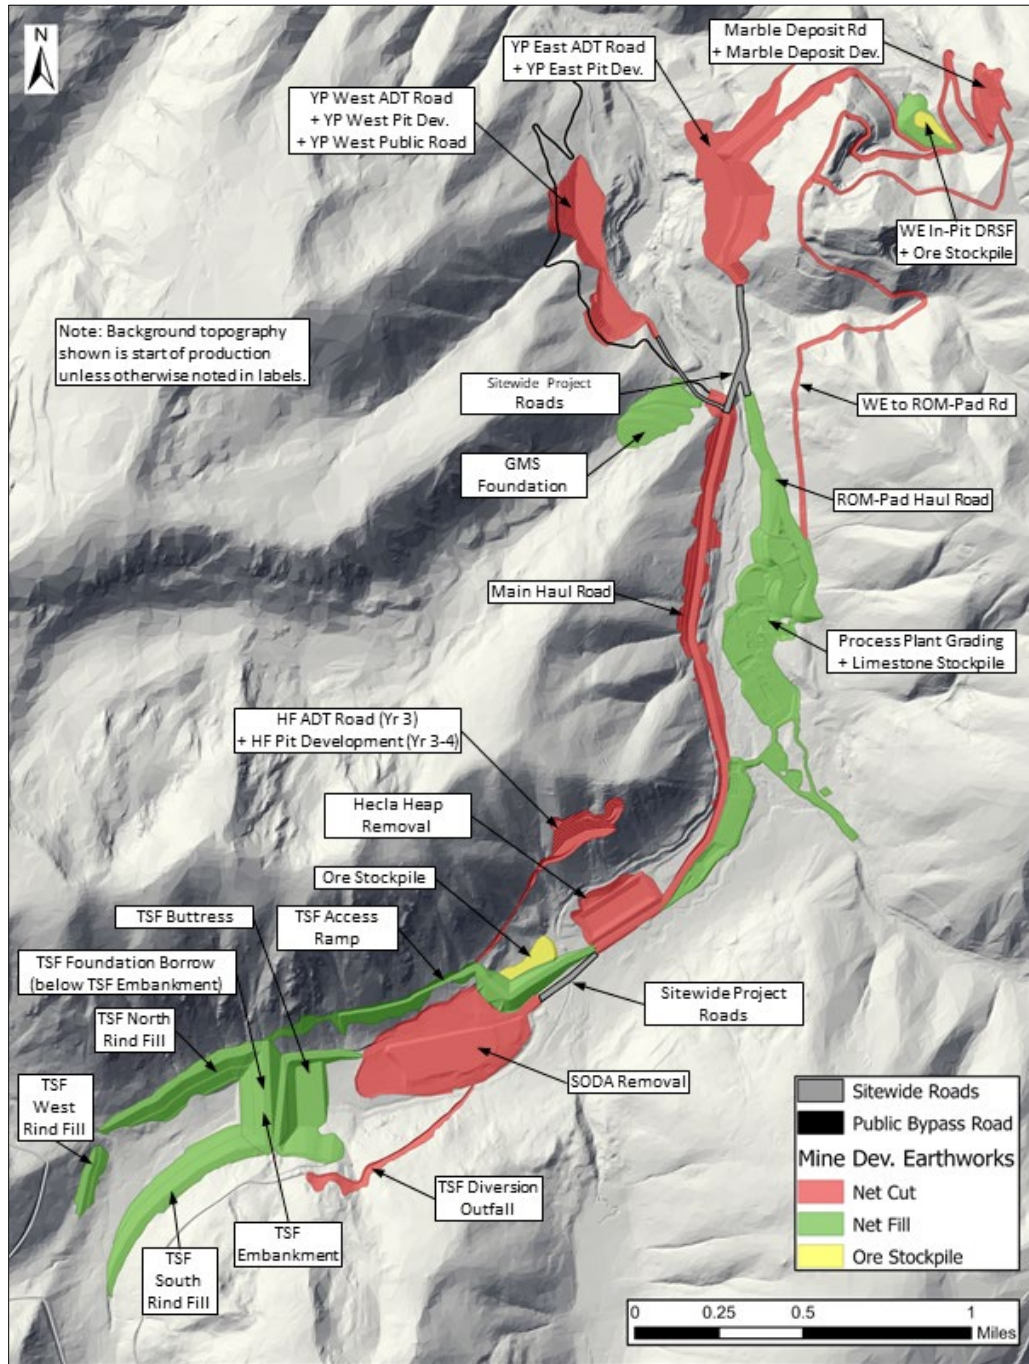 N
Marble Deposit Rd
+ Marble Deposit Dev.
YP East ADT Road
+ YP East Pit Dev.
YP West ADT Road
+ YP West Pit Dev.
+ YP West Public Road
WE In-Pit DRSF
+ Ore Stockpile
Note: Background topography
shown is start of production
unless otherwise noted in labels.
Sitewide Project
Roads
WE to ROM-Pad Rd
GMS
Foundation
ROM-Pad Haul Road
Main Haul Road
Process Plant Grading
+ Limestone Stockpile
HF ADT Road (Yr 3)
+ HF Pit Development (Yr 3-4)
Hecla Heap
Removal
Ore Stockpile
TSF Buttress
TSF Access
Ramp
TSF Foundation Borrow
(below TSF Embankment)
Sitewide Project
Roads
TSF North
Rind Fill
SODA Removal
TSF
West
Rind Fill
TSF Diversion
Outfall
TSF
Embankment
TSF
South
Rind Fill
Sitewide Roads
Public Bypass Road
Mine Dev. Earthworks
Net Cut
Net Fill
Ore Stockpile
0 0.25 0.5 1
Miles